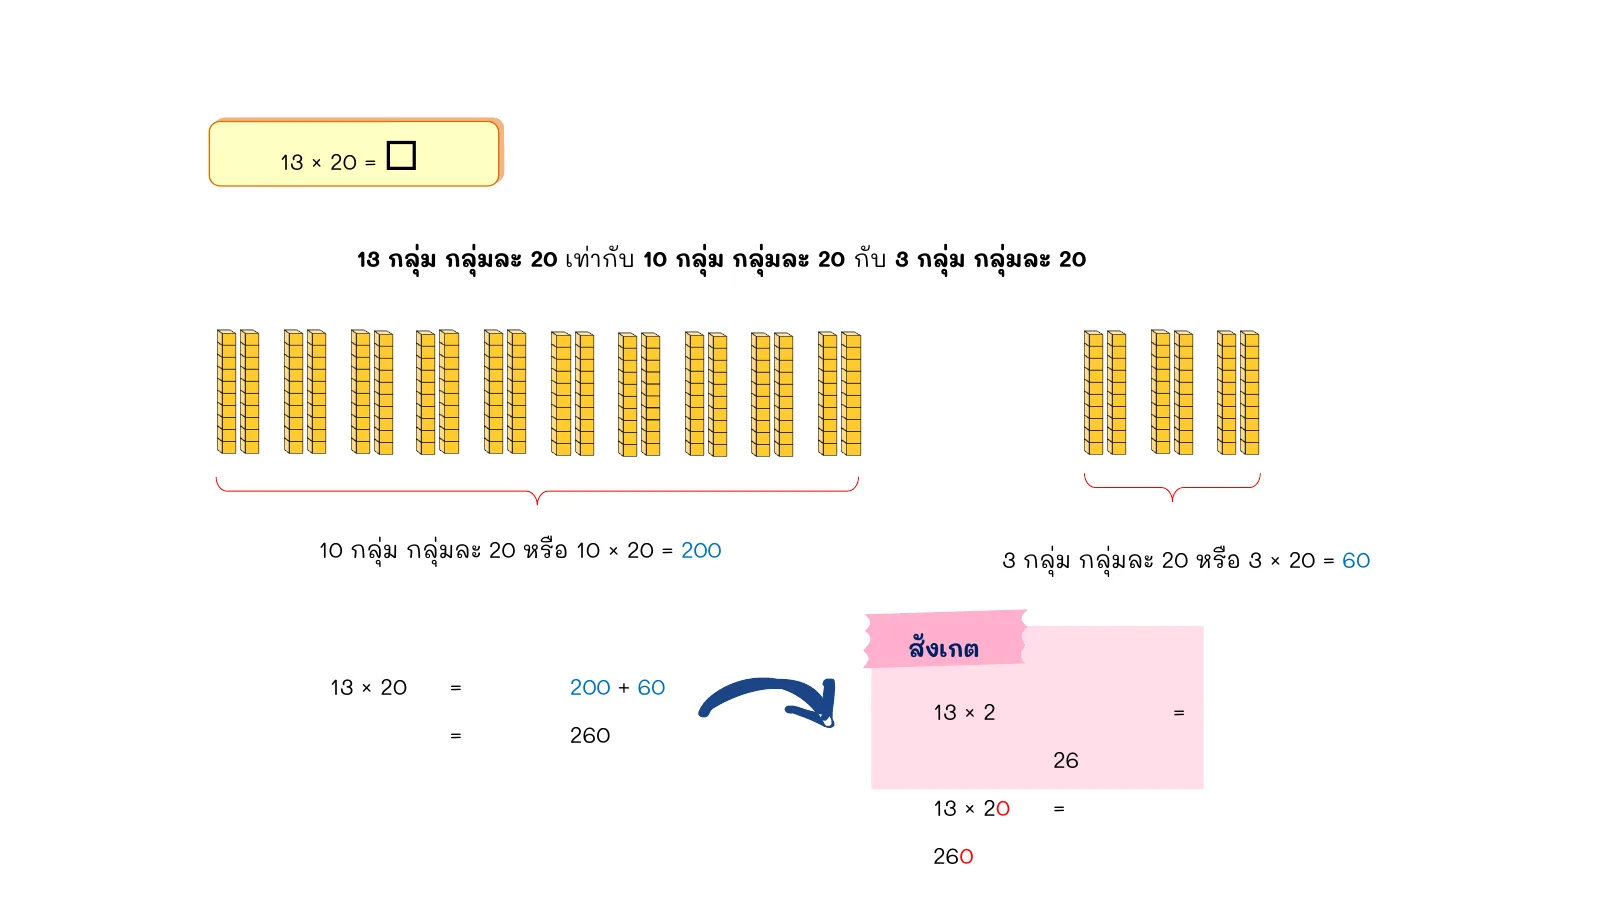 13 × 20 = □
13 กลุ่ม กลุ่มละ 20 เท่ากับ 10 กลุ่ม กลุ่มละ 20 กับ 3 กลุ่ม กลุ่มละ 20
10 กลุ่ม กลุ่มละ 20 หรือ 10 × 20 = 200
3 กลุ่ม กลุ่มละ 20 หรือ 3 × 20 = 60
13 × 20 = 200 + 60
= 260
สังเกต
13 × 2 =
26
13 × 20 =
260